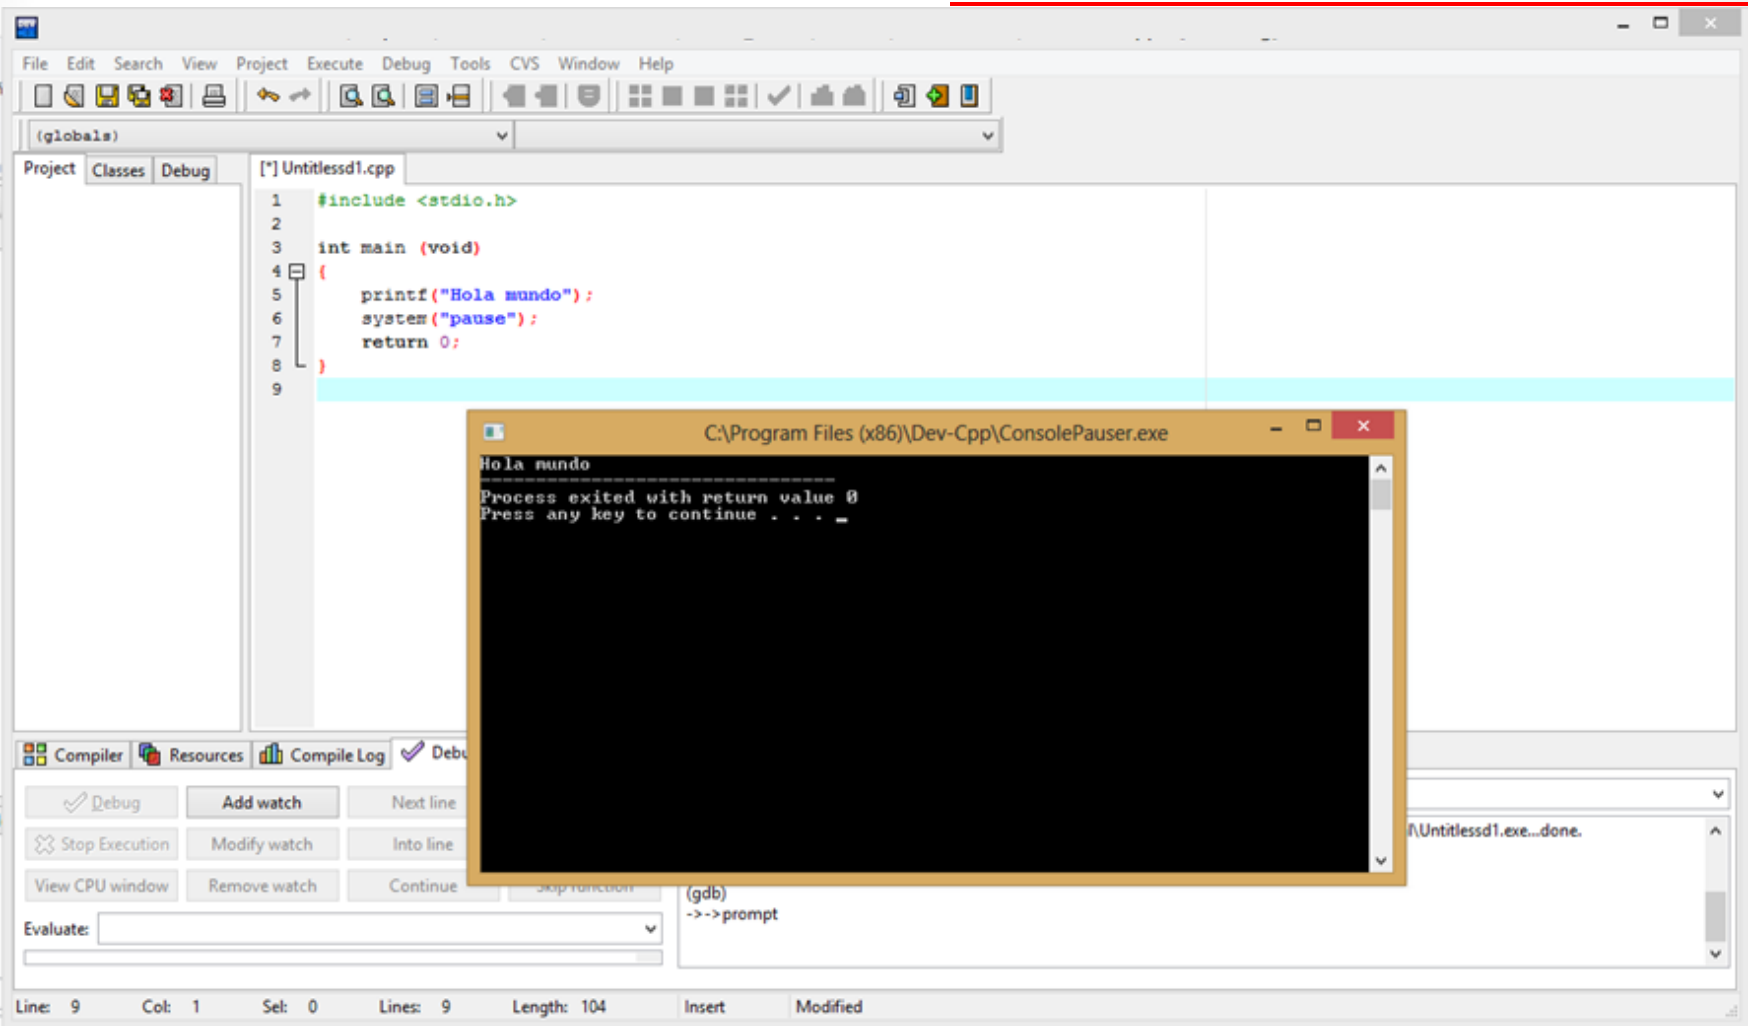 File Edit Search View Project Execute Debug Tools CVS Window Help
(globals)
Project Classes Debug
[*] Untitlessd1.cpp
1 #include <stdio.h>
2
3 int main (void)
4 {
5 printf("Hola mundo");
6 system("pause");
7 return 0;
8 }
9
C:\Program Files (x86)\Dev-Cpp\ConsolePauser.exe
Hola mundo
--------------------------------
Process exited with return value 0
Press any key to continue . . . _
Compiler Resources Compile Log Debu
Debug Add watch Next line
Stop Execution Modify watch Into line
View CPU window Remove watch Continue Skip function
Evaluate:
\Untitlessd1.exe...done.
(gdb)
->->prompt
Line: 9 Col: 1 Sel: 0 Lines: 9 Length: 104 Insert Modified